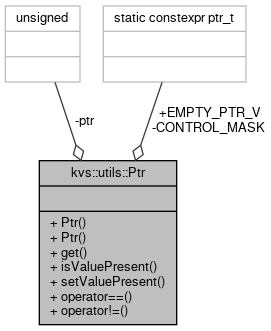 unsigned
static constexpr ptr_t
-ptr
+EMPTY_PTR_V
-CONTROL_MASK
kvs::utils::Ptr
+ Ptr()
+ Ptr()
+ get()
+ isValuePresent()
+ setValuePresent()
+ operator==()
+ operator!=()